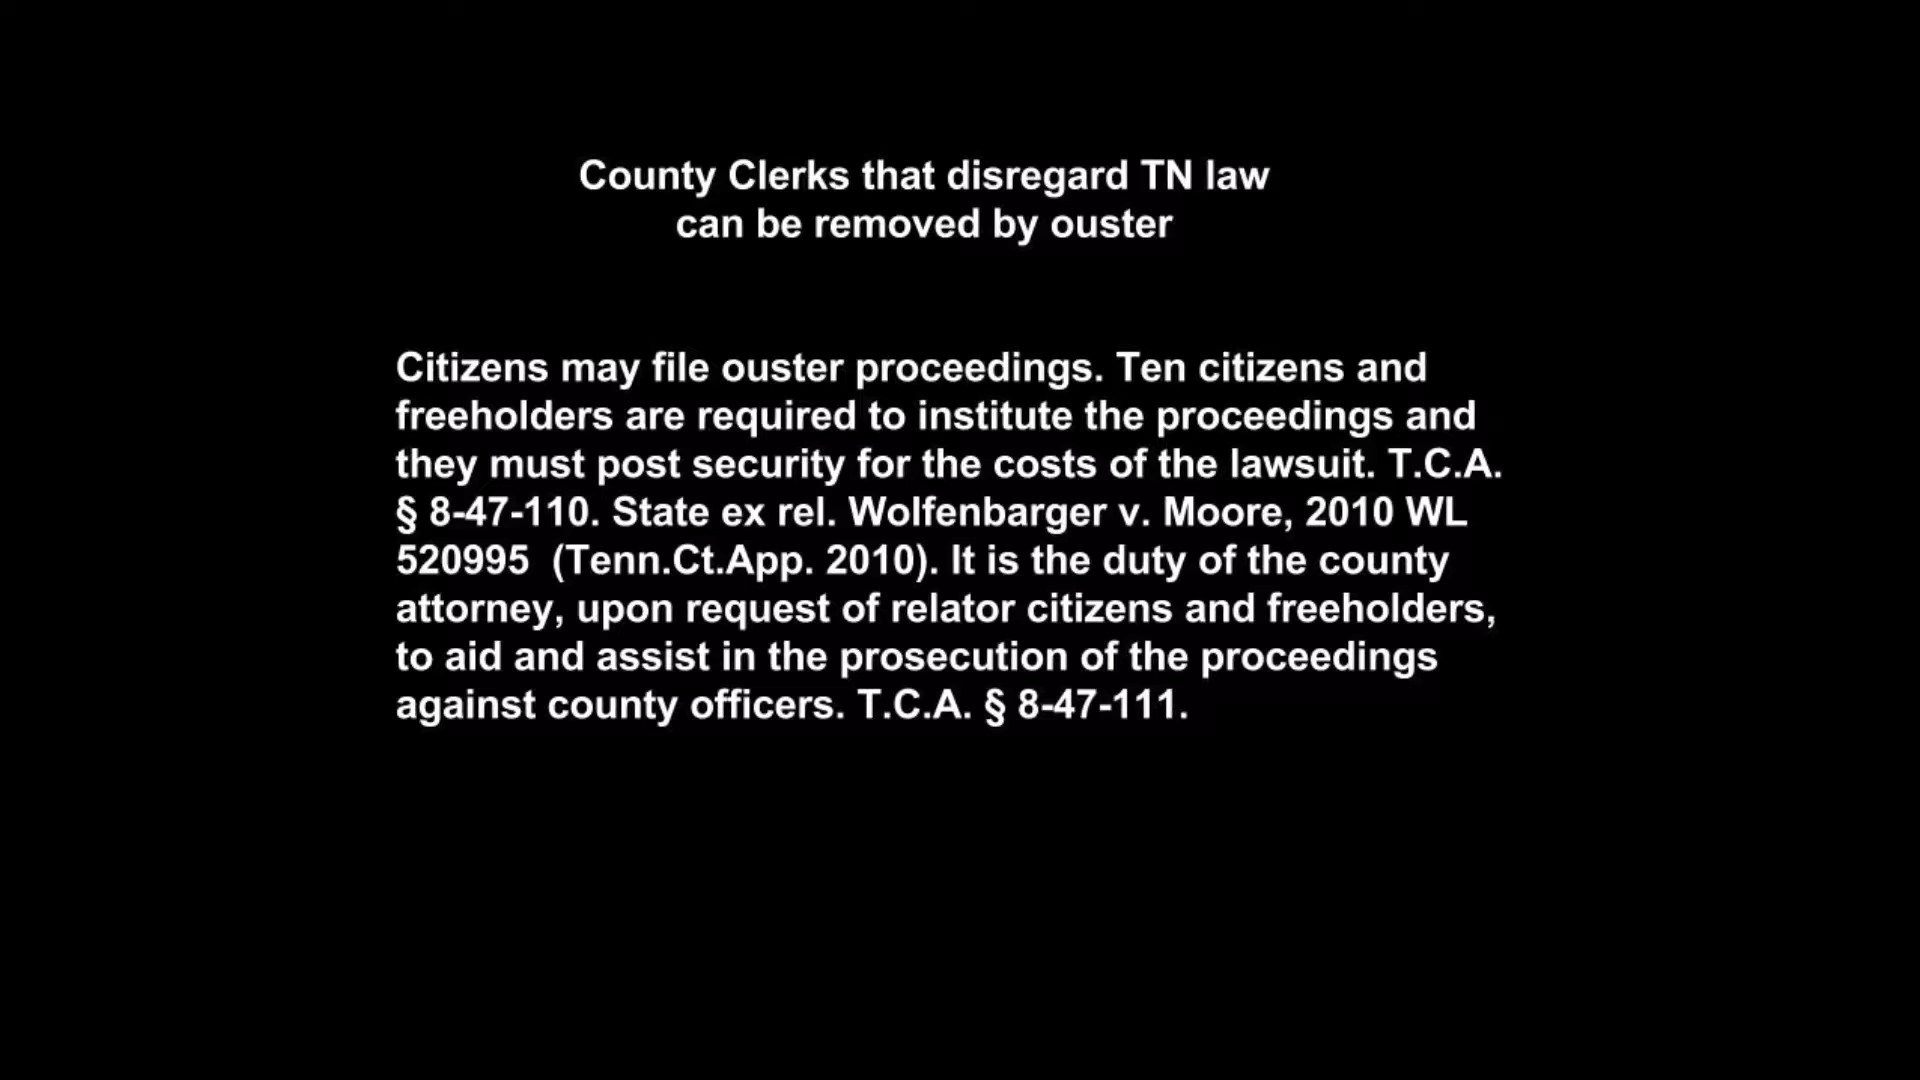 County Clerks that disregard TN law
can be removed by ouster
Citizens may file ouster proceedings. Ten citizens and
freeholders are required to institute the proceedings and
they must post security for the costs of the lawsuit. T.C.A.
§ 8-47-110. State ex rel. Wolfenbarger v. Moore, 2010 WL
520995  (Tenn.Ct.App. 2010). It is the duty of the county
attorney, upon request of relator citizens and freeholders,
to aid and assist in the prosecution of the proceedings
against county officers. T.C.A. § 8-47-111.